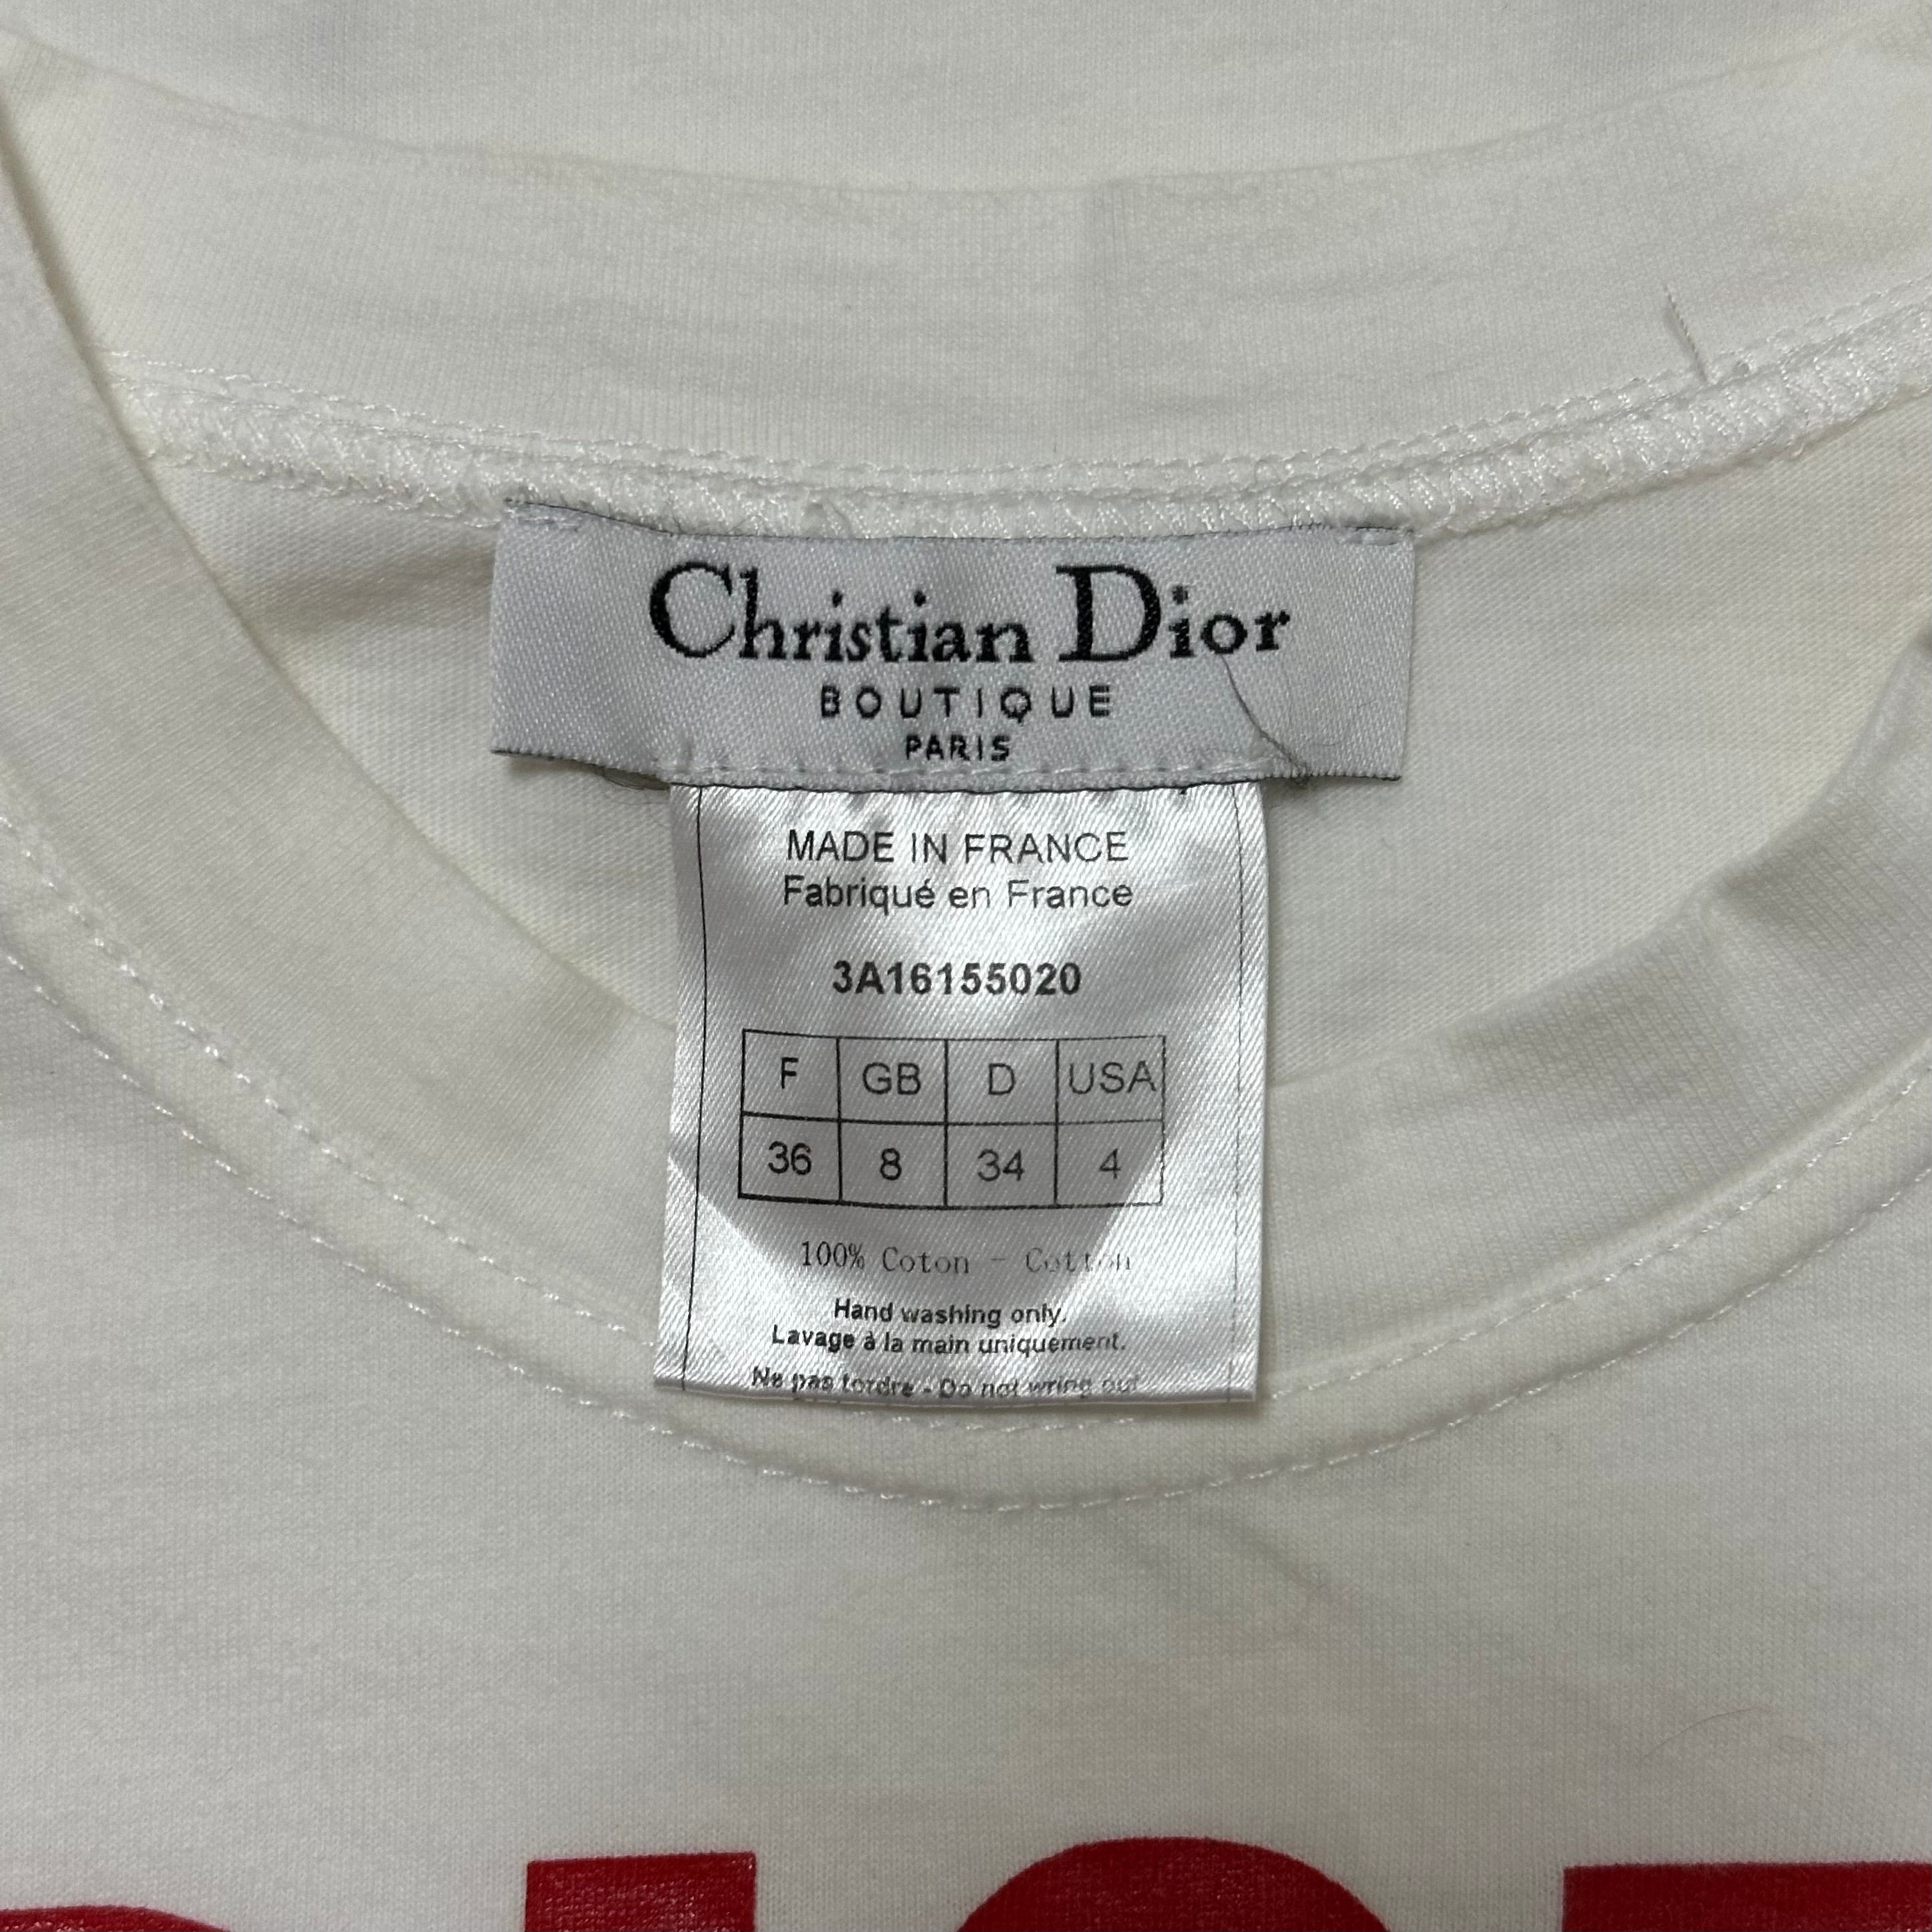 Christian Dior
BOUTIQUE
PARIS
MADE IN FRANCE
Fabriqué en France
3A16155020
F GB D USA
36 8 34 4
100% Coton - Cotton
Hand washing only.
Lavage à la main uniquement.
Ne pas tordre - Do not wring out